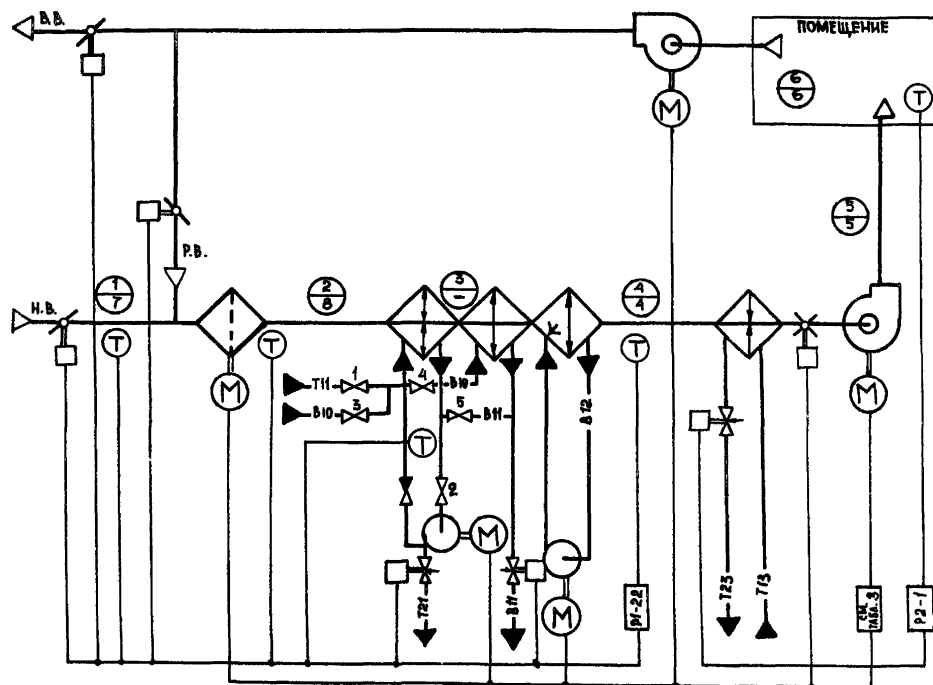 В.В.
ПОМЕЩЕНИЕ
6
6
Т
М
5
5
Р.В.
Н.В.
1
7
2
8
3
–
4
4
Т
Т
Т
М
М
Т11
1
4
В10
В10
3
5
В11
В12
Т
2
М
М
Т21
В11
Р1-22
Т23
Т13
СМ.
ТАБЛ.3
Р2-1